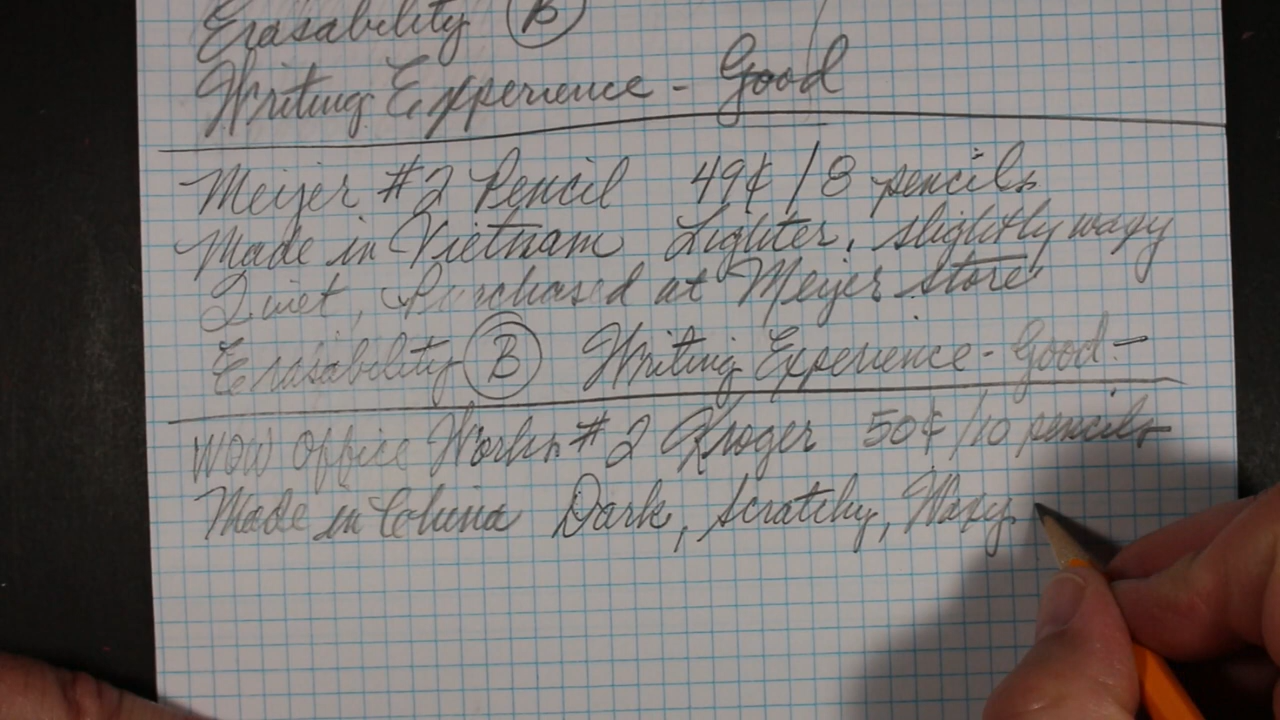 Erasability B
Writing Experience - Good
Meijer #2 Pencil 49¢ / 8 pencils
Made in Vietnam Lighter, slightly waxy
Quiet, Purchased at Meijer Store
Erasability B Writing Experience - Good -
WOW Office Works #2 Kroger 50¢ / 10 pencils
Made in China Dark, Scratchy, Waxy